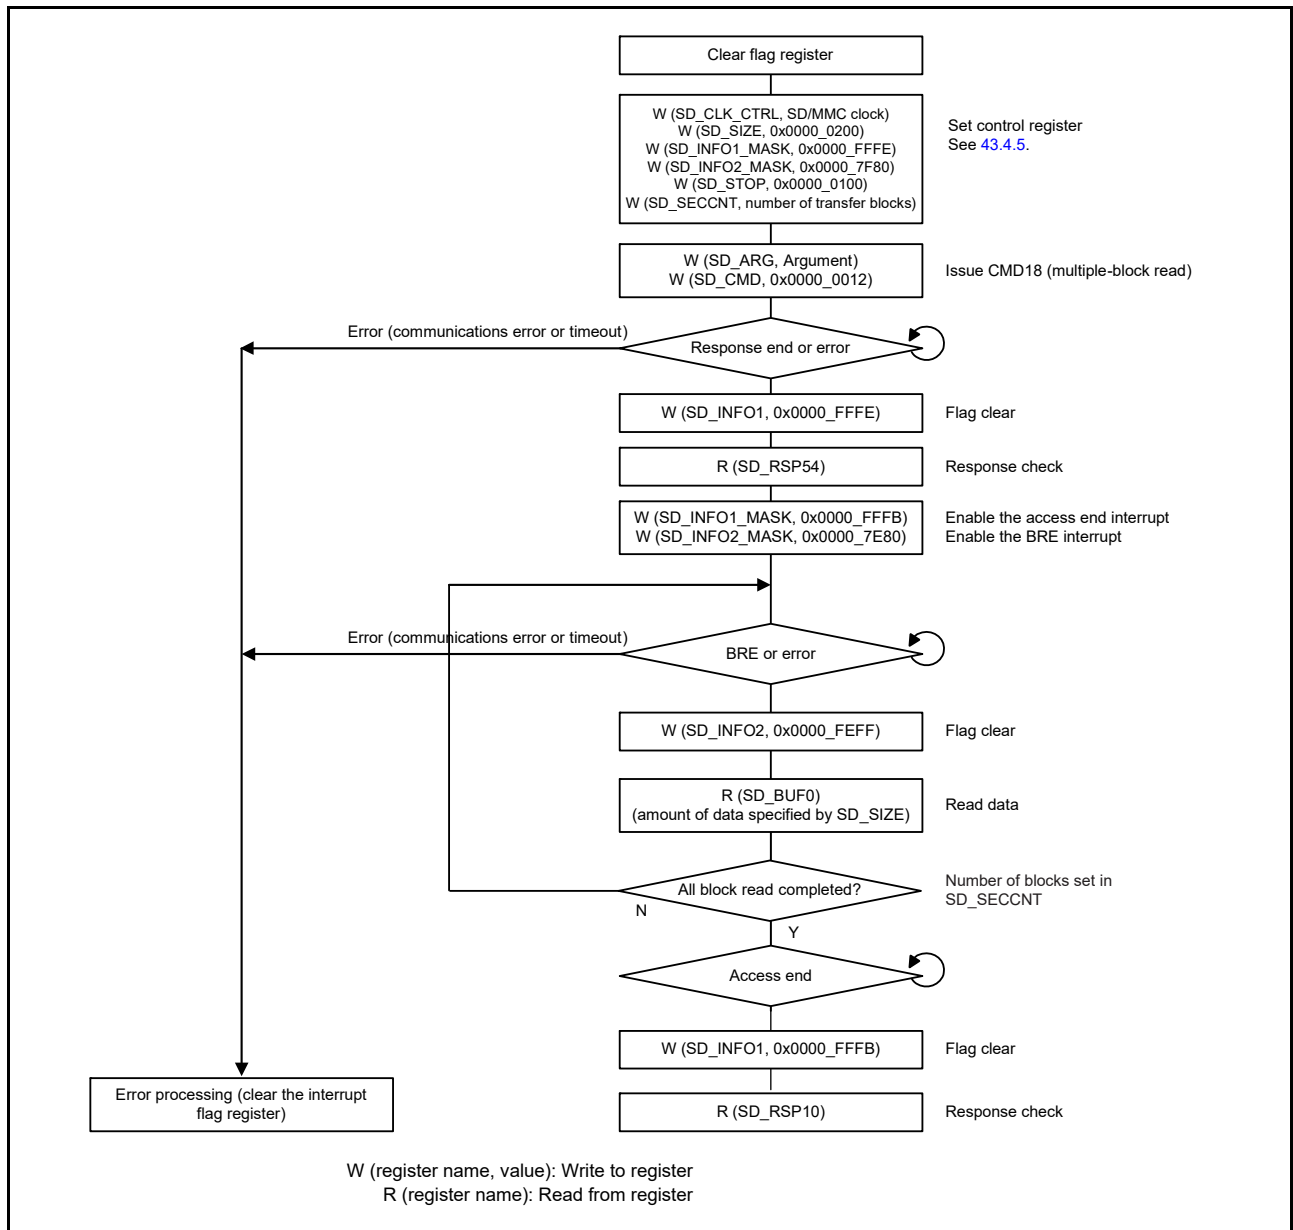 Clear flag register
W (SD_CLK_CTRL, SD/MMC clock)
W (SD_SIZE, 0x0000_0200)
W (SD_INFO1_MASK, 0x0000_FFFE)
W (SD_INFO2_MASK, 0x0000_7F80)
W (SD_STOP, 0x0000_0100)
W (SD_SECCNT, number of transfer blocks)
Set control register
See 43.4.5.
W (SD_ARG, Argument)
W (SD_CMD, 0x0000_0012)
Issue CMD18 (multiple-block read)
Error (communications error or timeout)
Response end or error
W (SD_INFO1, 0x0000_FFFE)
Flag clear
R (SD_RSP54)
Response check
W (SD_INFO1_MASK, 0x0000_FFFB)
W (SD_INFO2_MASK, 0x0000_7E80)
Enable the access end interrupt
Enable the BRE interrupt
Error (communications error or timeout)
BRE or error
W (SD_INFO2, 0x0000_FEFF)
Flag clear
R (SD_BUF0)
(amount of data specified by SD_SIZE)
Read data
All block read completed?
Number of blocks set in
SD_SECCNT
N
Y
Access end
W (SD_INFO1, 0x0000_FFFB)
Flag clear
Error processing (clear the interrupt
flag register)
R (SD_RSP10)
Response check
W (register name, value): Write to register
R (register name): Read from register